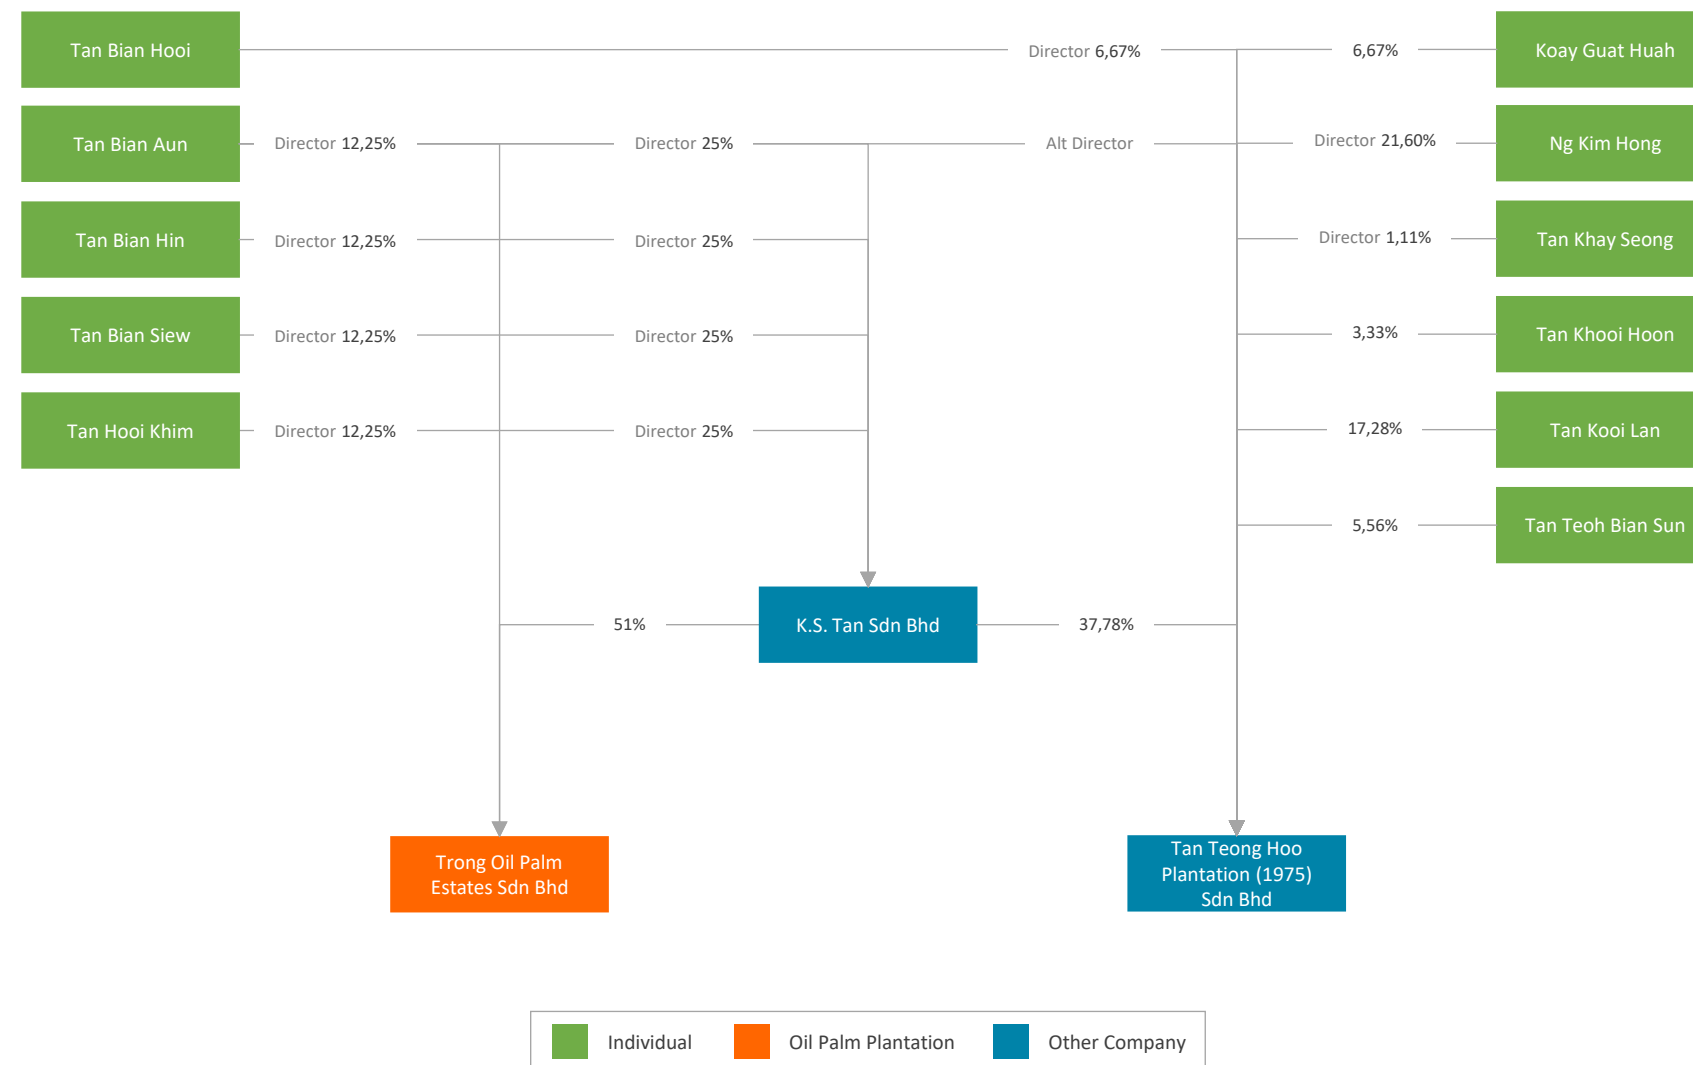 Tan Bian Hooi
Director 6,67%
6,67%
Koay Guat Huah
Tan Bian Aun
Director 12,25%
Director 25%
Alt Director
Director 21,60%
Ng Kim Hong
Tan Bian Hin
Director 12,25%
Director 25%
Director 1,11%
Tan Khay Seong
Tan Bian Siew
Director 12,25%
Director 25%
3,33%
Tan Khooi Hoon
Tan Hooi Khim
Director 12,25%
Director 25%
17,28%
Tan Kooi Lan
5,56%
Tan Teoh Bian Sun
51%
K.S. Tan Sdn Bhd
37,78%
Trong Oil Palm
Estates Sdn Bhd
Tan Teong Hoo
Plantation (1975)
Sdn Bhd
Individual
Oil Palm Plantation
Other Company